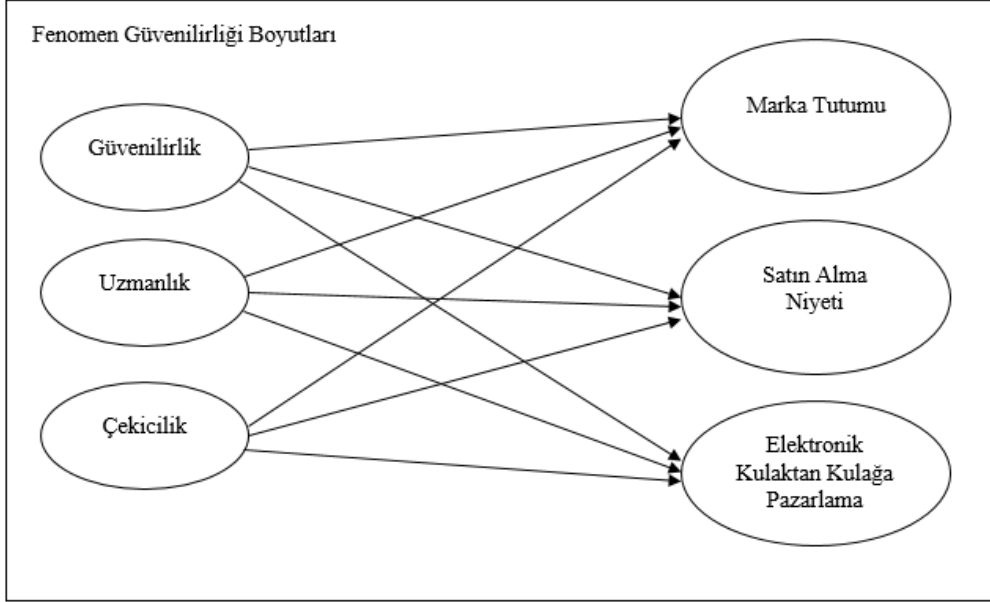 Fenomen Güvenilirliği Boyutları
Güvenilirlik
Uzmanlık
Çekicilik
Marka Tutumu
Satın Alma
Niyeti
Elektronik
Kulaktan Kulağa
Pazarlama